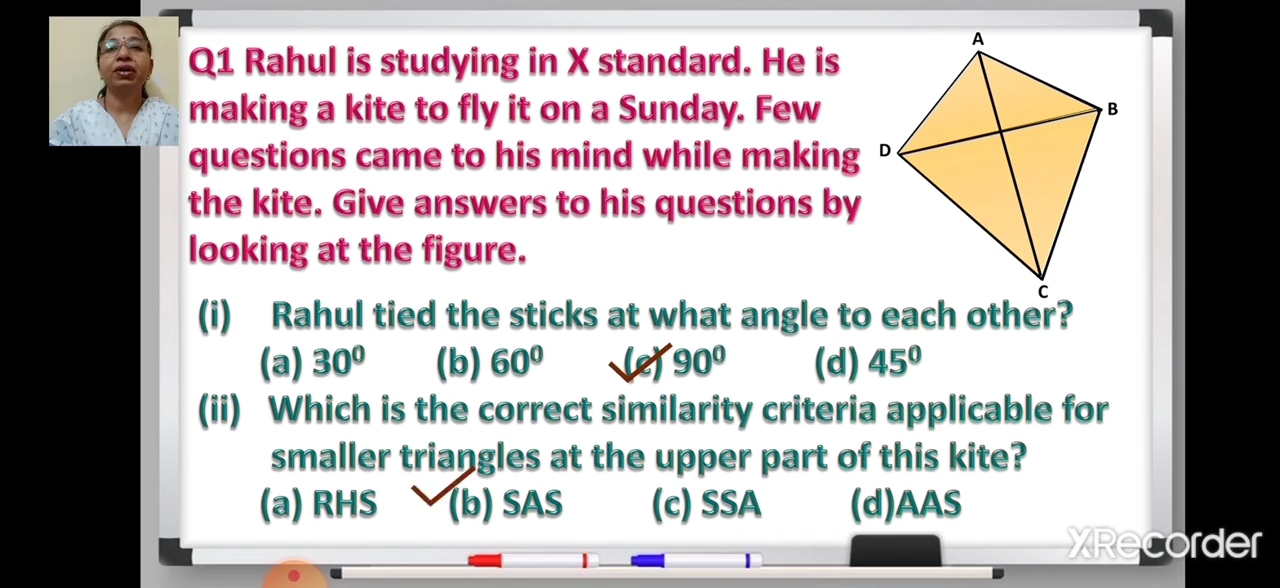 Q1 Rahul is studying in X standard. He is
making a kite to fly it on a Sunday. Few
questions came to his mind while making
the kite. Give answers to his questions by
looking at the figure.
A
B
D
C
(i) Rahul tied the sticks at what angle to each other?
(a) 30⁰ (b) 60⁰ (c) 90⁰ (d) 45⁰
(ii) Which is the correct similarity criteria applicable for
smaller triangles at the upper part of this kite?
(a) RHS (b) SAS (c) SSA (d)AAS
XRecorder